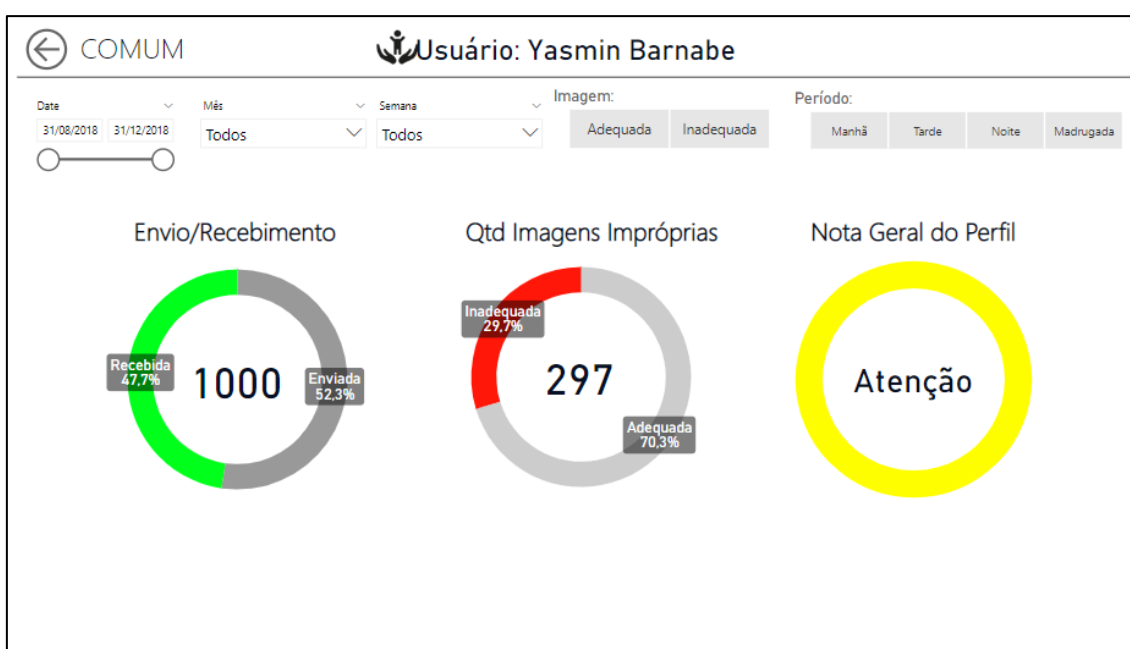 COMUM
Usuário: Yasmin Barnabe
Date
31/08/2018 31/12/2018
Mês
Todos
Semana
Todos
Imagem:
Adequada Inadequada
Período:
Manhã Tarde Noite Madrugada
Envio/Recebimento
Recebida
47,7%
1000
Enviada
52,3%
Qtd Imagens Impróprias
Inadequada
29,7%
297
Adequada
70,3%
Nota Geral do Perfil
Atenção